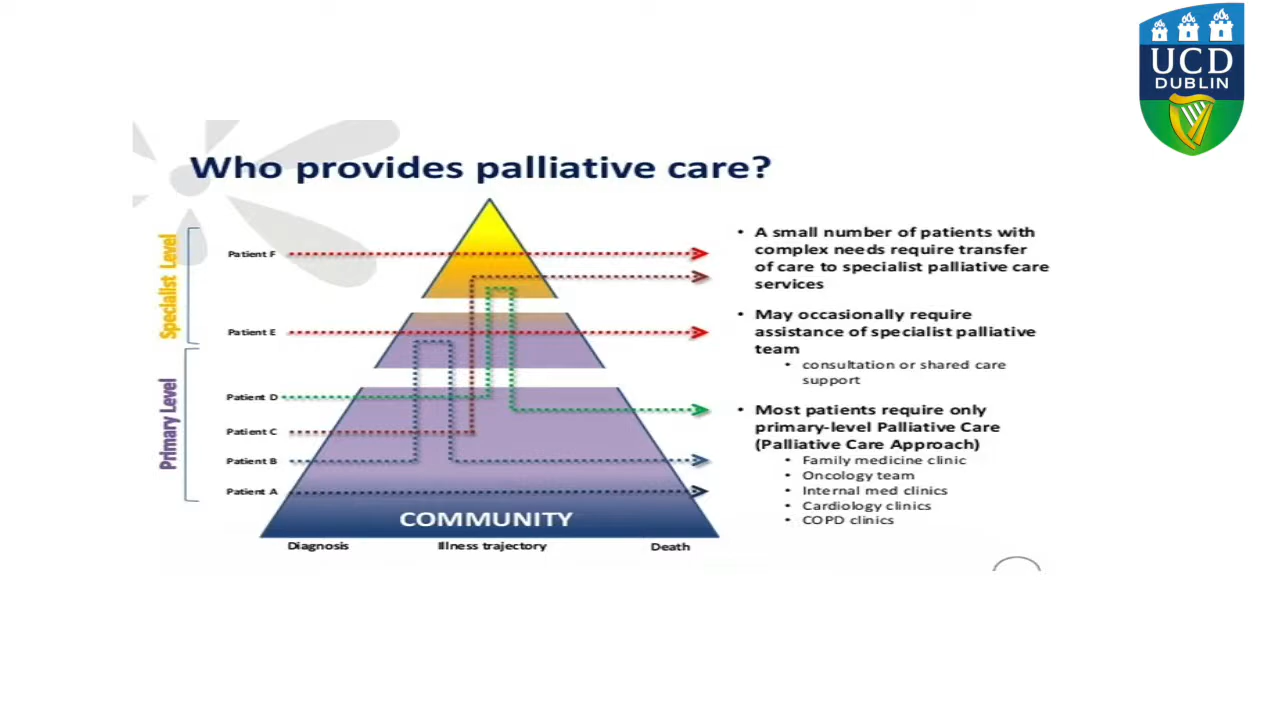 UCD
DUBLIN
Who provides palliative care?
Specialist Level
Primary Level
Patient F
Patient E
Patient D
Patient C
Patient B
Patient A
COMMUNITY
Diagnosis
Illness trajectory
Death
• A small number of patients with
complex needs require transfer
of care to specialist palliative care
services
• May occasionally require
assistance of specialist palliative
team
• consultation or shared care
support
• Most patients require only
primary-level Palliative Care
(Palliative Care Approach)
• Family medicine clinic
• Oncology team
• Internal med clinics
• Cardiology clinics
• COPD clinics